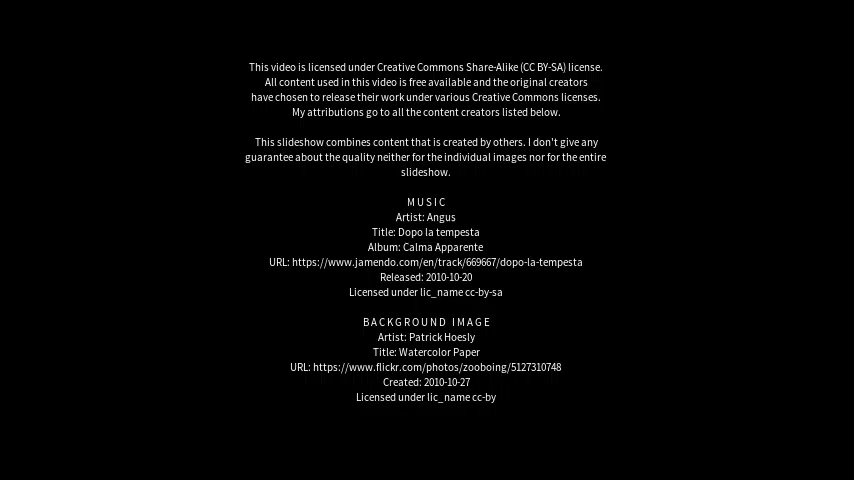 This video is licensed under Creative Commons Share-Alike (CC BY-SA) license.
All content used in this video is free available and the original creators
have chosen to release their work under various Creative Commons licenses.
My attributions go to all the content creators listed below.
This slideshow combines content that is created by others. I don't give any
guarantee about the quality neither for the individual images nor for the entire
slideshow.
MUSIC
Artist: Angus
Title: Dopo la tempesta
Album: Calma Apparente
URL: https://www.jamendo.com/en/track/669667/dopo-la-tempesta
Released: 2010-10-20
Licensed under lic_name cc-by-sa
BACKGROUND IMAGE
Artist: Patrick Hoesly
Title: Watercolor Paper
URL: https://www.flickr.com/photos/zooboing/5127310748
Created: 2010-10-27
Licensed under lic_name cc-by